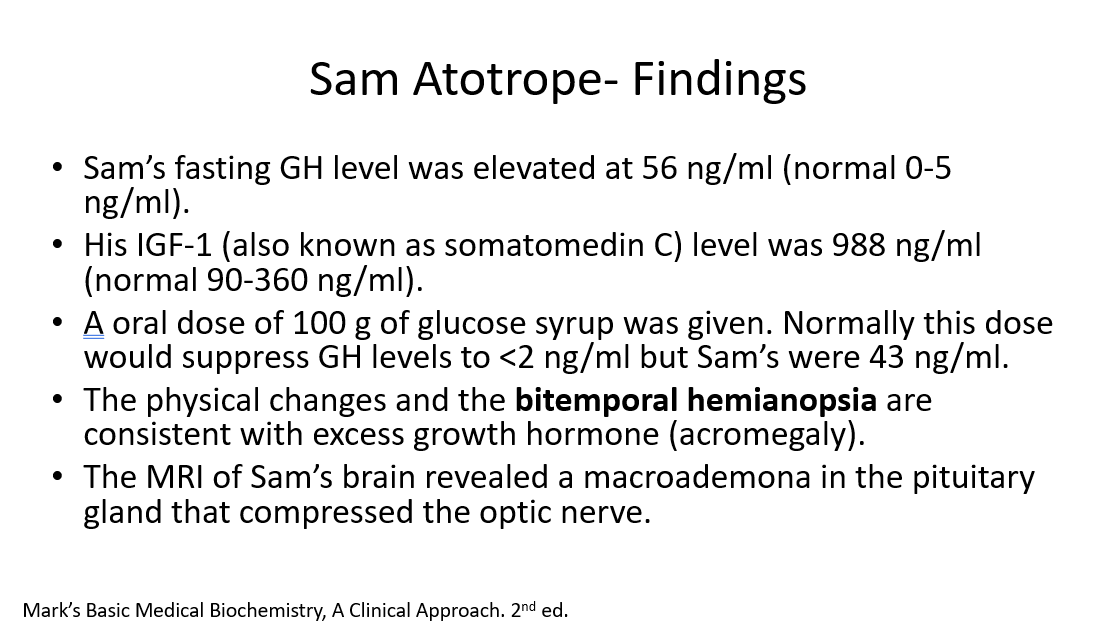 Sam Atotrope- Findings
• Sam’s fasting GH level was elevated at 56 ng/ml (normal 0-5
ng/ml).
• His IGF-1 (also known as somatomedin C) level was 988 ng/ml
(normal 90-360 ng/ml).
• A oral dose of 100 g of glucose syrup was given. Normally this dose
would suppress GH levels to <2 ng/ml but Sam’s were 43 ng/ml.
• The physical changes and the bitemporal hemianopsia are
consistent with excess growth hormone (acromegaly).
• The MRI of Sam’s brain revealed a macroademona in the pituitary
gland that compressed the optic nerve.
Mark’s Basic Medical Biochemistry, A Clinical Approach. 2nd ed.